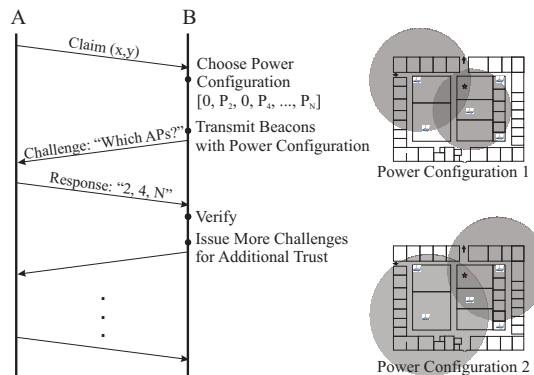 A
B
Claim (x,y)
Choose Power
Configuration
[0, P₂, 0, P₄, ..., P_N]
Challenge: “Which APs?”
Transmit Beacons
with Power Configuration
Response: “2, 4, N”
Verify
Issue More Challenges
for Additional Trust
Power Configuration 1
Power Configuration 2